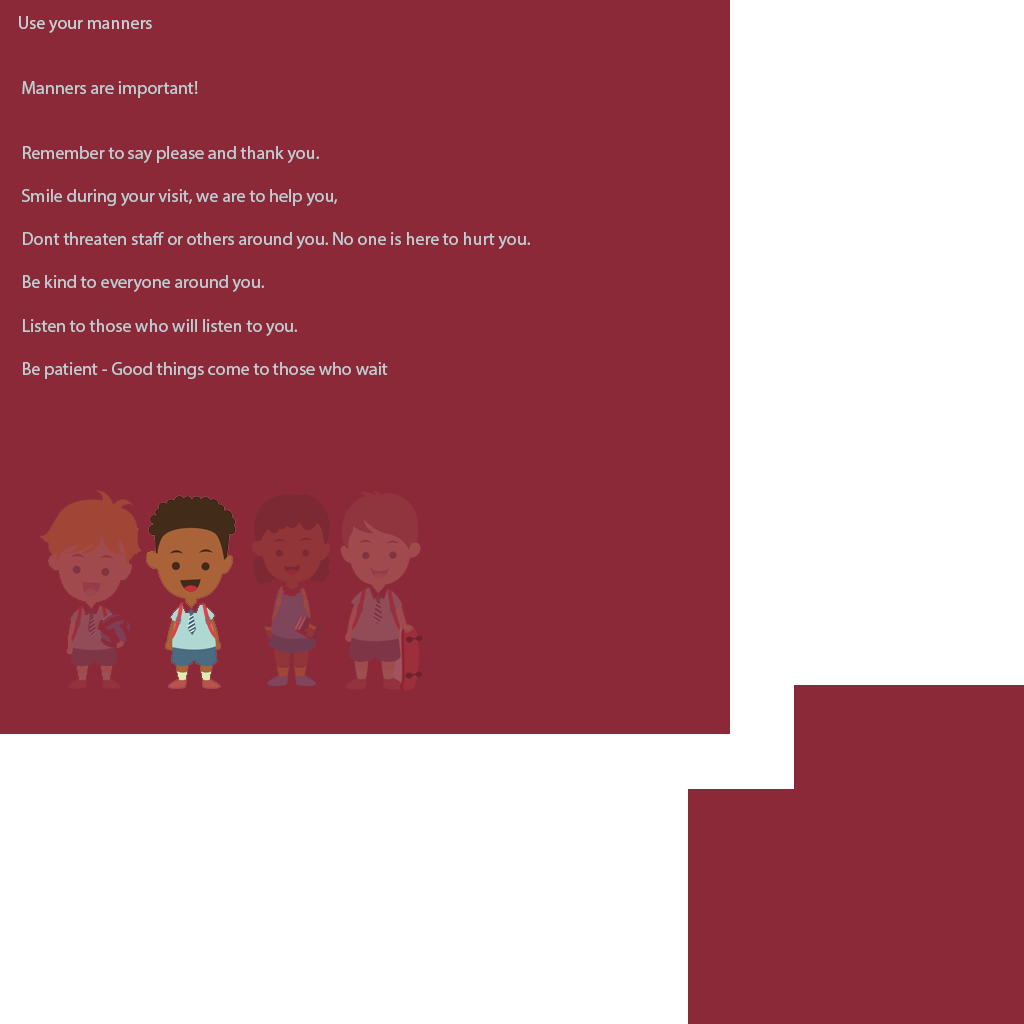 Use your manners
Manners are important!
Remember to say please and thank you.
Smile during your visit, we are to help you,
Dont threaten staff or others around you. No one is here to hurt you.
Be kind to everyone around you.
Listen to those who will listen to you.
Be patient - Good things come to those who wait